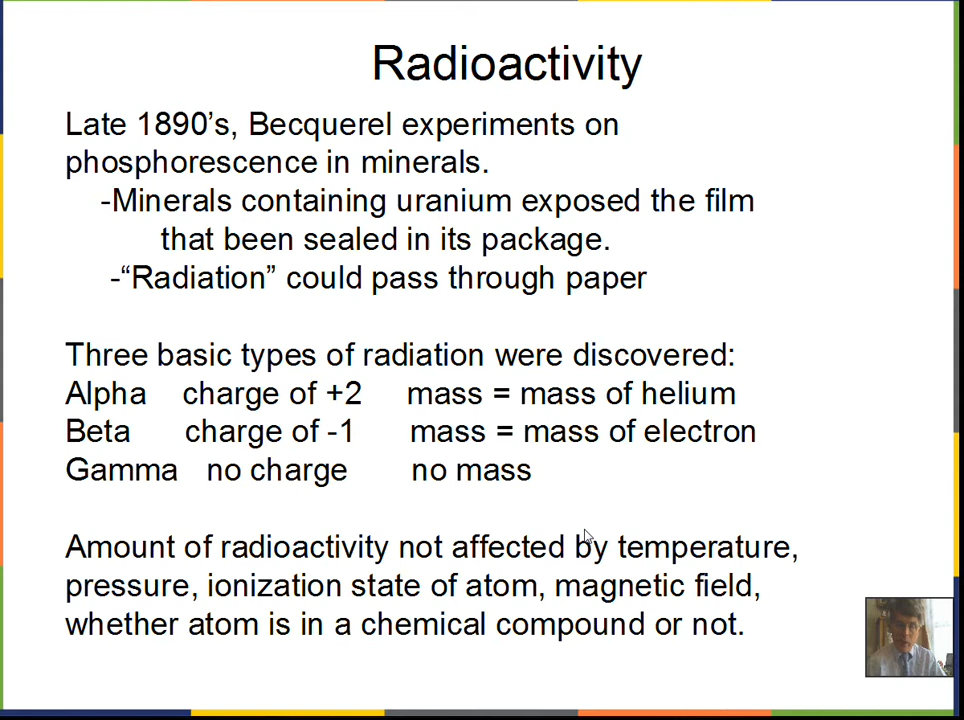 Radioactivity
Late 1890’s, Becquerel experiments on
phosphorescence in minerals.
-Minerals containing uranium exposed the film
that been sealed in its package.
-“Radiation” could pass through paper
Three basic types of radiation were discovered:
Alpha charge of +2 mass = mass of helium
Beta charge of -1 mass = mass of electron
Gamma no charge no mass
Amount of radioactivity not affected by temperature,
pressure, ionization state of atom, magnetic field,
whether atom is in a chemical compound or not.